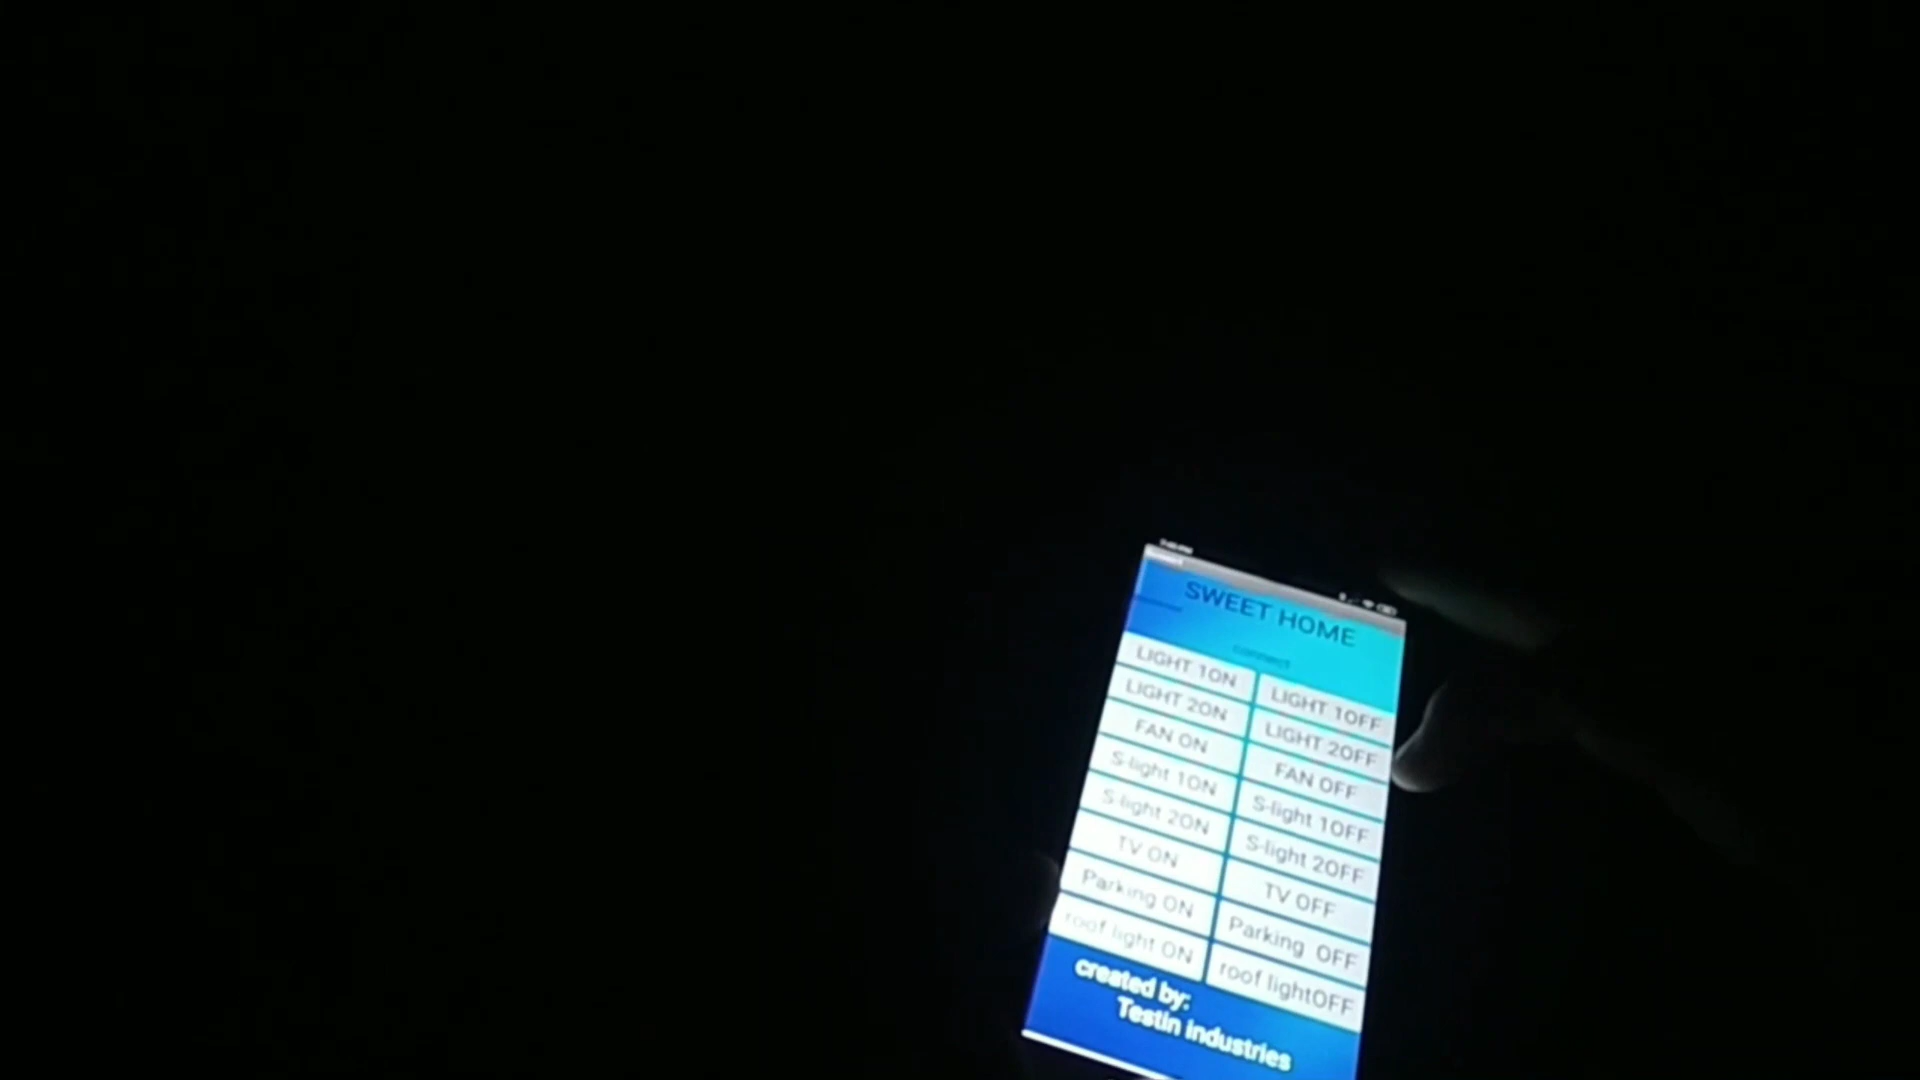 SWEET HOME
connect
LIGHT 1ON LIGHT 1OFF
LIGHT 2ON LIGHT 2OFF
FAN ON FAN OFF
S-light 1ON S-light 1OFF
S-light 2ON S-light 2OFF
TV ON TV OFF
Parking ON Parking OFF
roof light ON roof lightOFF
created by:
Testin industries